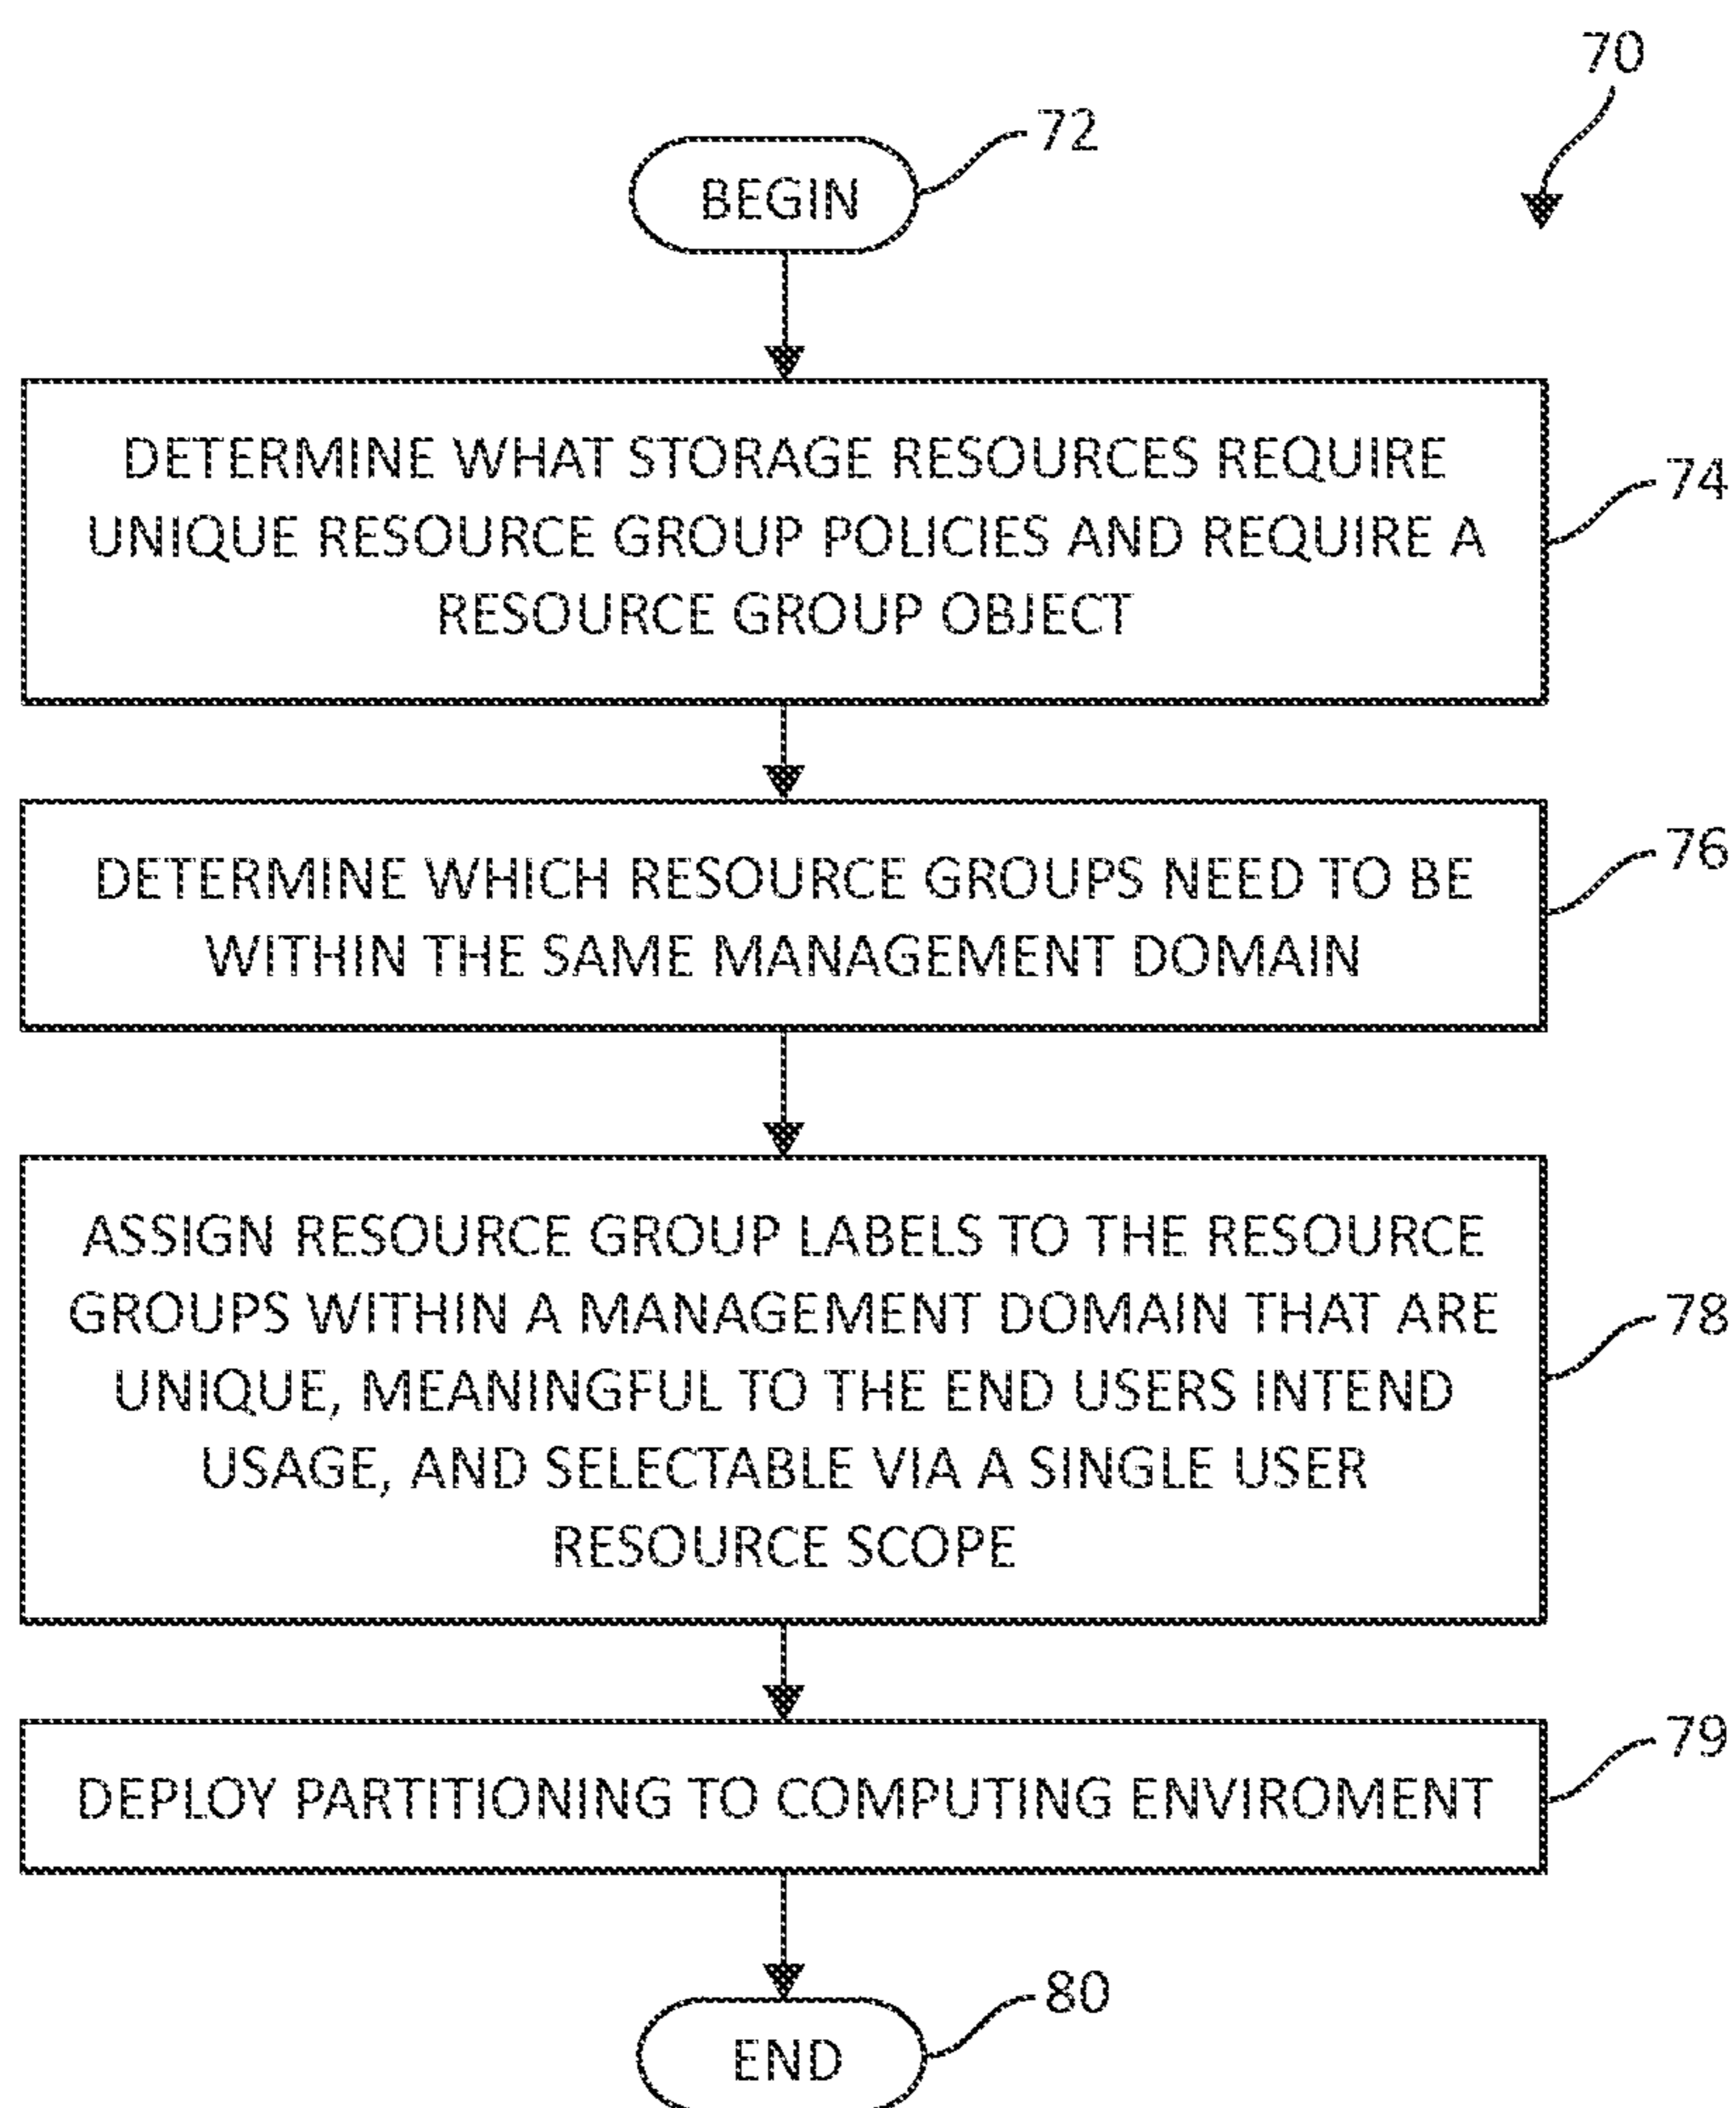 70
72
BEGIN
DETERMINE WHAT STORAGE RESOURCES REQUIRE
UNIQUE RESOURCE GROUP POLICIES AND REQUIRE A
RESOURCE GROUP OBJECT
74
DETERMINE WHICH RESOURCE GROUPS NEED TO BE
WITHIN THE SAME MANAGEMENT DOMAIN
76
ASSIGN RESOURCE GROUP LABELS TO THE RESOURCE
GROUPS WITHIN A MANAGEMENT DOMAIN THAT ARE
UNIQUE, MEANINGFUL TO THE END USERS INTEND
USAGE, AND SELECTABLE VIA A SINGLE USER
RESOURCE SCOPE
78
DEPLOY PARTITIONING TO COMPUTING ENVIROMENT
79
END
80